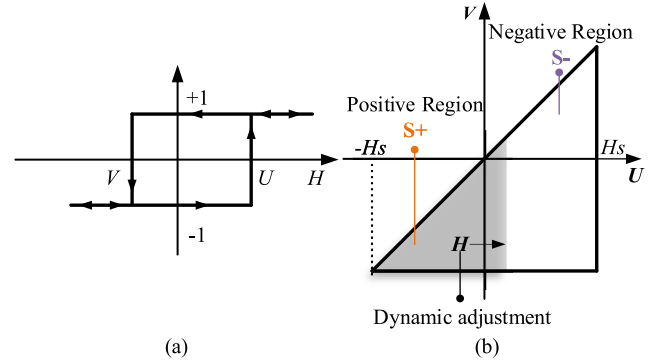 +1
V
U
H
-1
(a)
V
Negative Region
S-
Positive Region
S+
-Hs
Hs
U
H
Dynamic adjustment
(b)